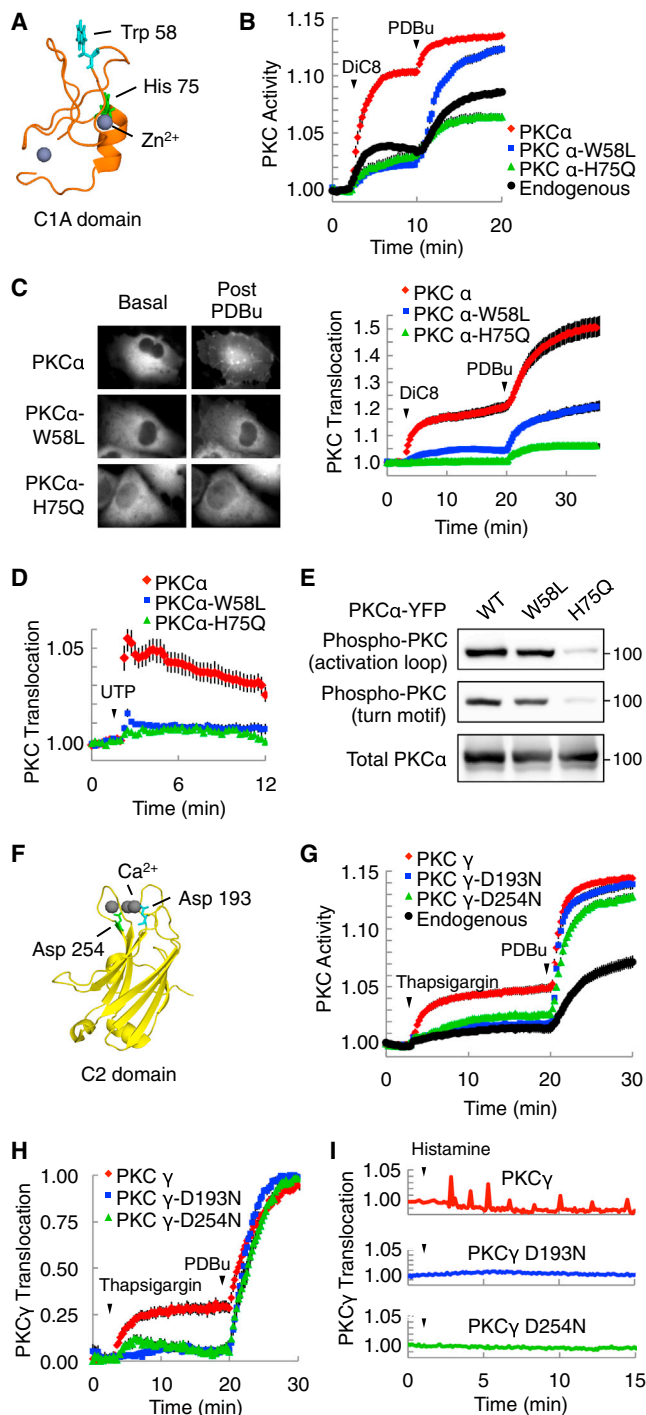 A
Trp 58
His 75
Zn2+
C1A domain
B
PKC Activity
1.15
1.10
1.05
1.00
DiC8
PDBu
PKCα
PKC α-W58L
PKC α-H75Q
Endogenous
0 10 20
Time (min)
C
Basal
Post
PDBu
PKCα
PKCα-
W58L
PKCα-
H75Q
PKC Translocation
1.5
1.4
1.3
1.2
1.1
1.0
PKC α
PKC α-W58L
PKC α-H75Q
DiC8
PDBu
0 10 20 30
Time (min)
D
PKC Translocation
1.05
1.00
PKCα
PKCα-W58L
PKCα-H75Q
UTP
0 6 12
Time (min)
E
PKCα-YFP
WT W58L H75Q
Phospho-PKC
(activation loop)
100
Phospho-PKC
(turn motif)
100
Total PKCα
100
F
Ca2+
Asp 193
Asp 254
C2 domain
G
PKC Activity
1.15
1.10
1.05
1.00
PKC γ
PKC γ-D193N
PKC γ-D254N
Endogenous
Thapsigargin
PDBu
0 10 20 30
Time (min)
H
PKCγ Translocation
1.00
0.75
0.50
0.25
0.00
PKC γ
PKC γ-D193N
PKC γ-D254N
Thapsigargin
PDBu
0 10 20 30
Time (min)
I
PKCγ Translocation
Histamine
1.05
1.00
PKCγ
1.05
1.00
PKCγ D193N
1.05
1.00
PKCγ D254N
0 5 10 15
Time (min)